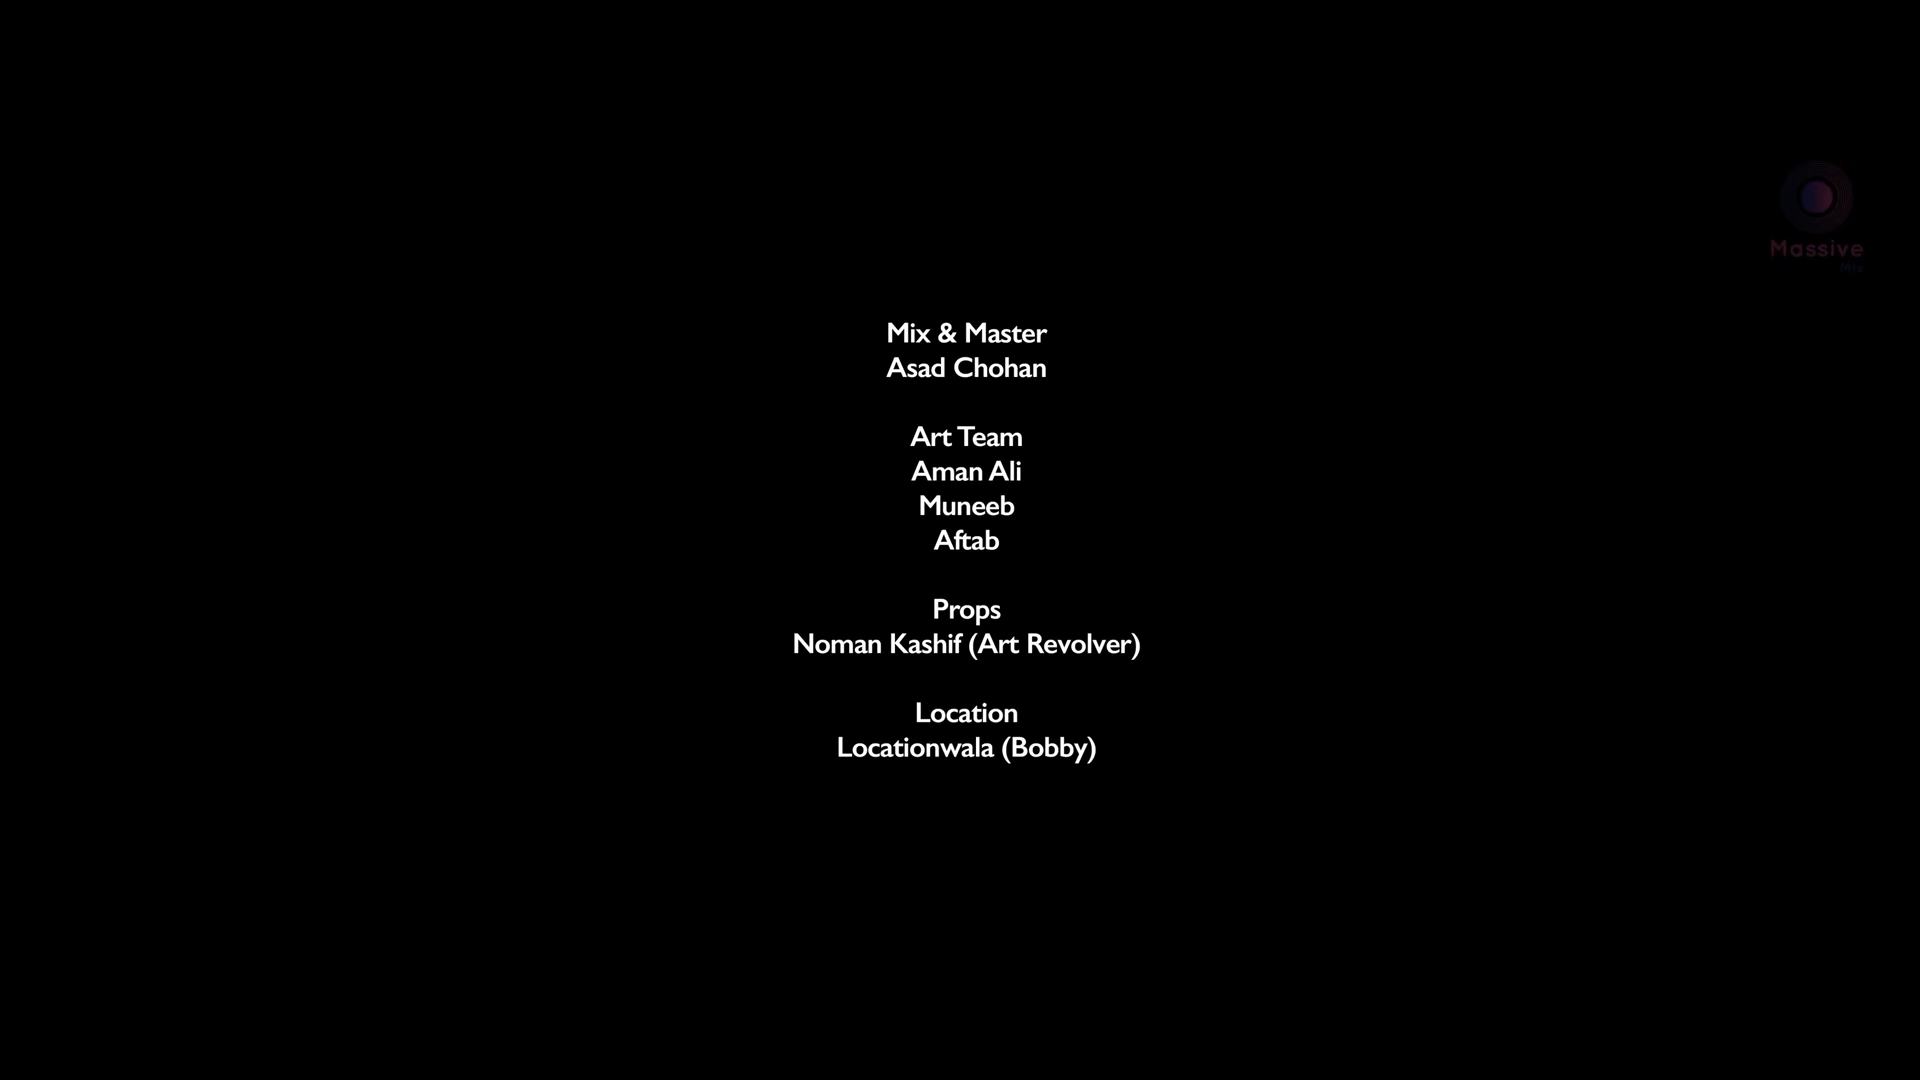 Massive
Mix
Mix & Master
Asad Chohan
Art Team
Aman Ali
Muneeb
Aftab
Props
Noman Kashif (Art Revolver)
Location
Locationwala (Bobby)